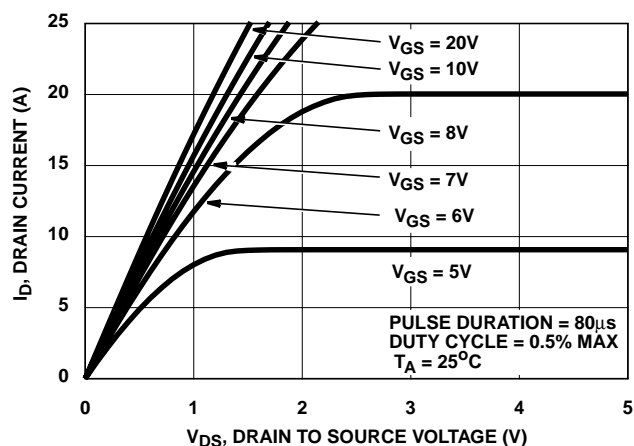 25
20
15
10
5
0
0
1
2
3
4
5
I_D, DRAIN CURRENT (A)
V_DS, DRAIN TO SOURCE VOLTAGE (V)
V_GS = 20V
V_GS = 10V
V_GS = 8V
V_GS = 7V
V_GS = 6V
V_GS = 5V
PULSE DURATION = 80μs
DUTY CYCLE = 0.5% MAX
T_A = 25°C